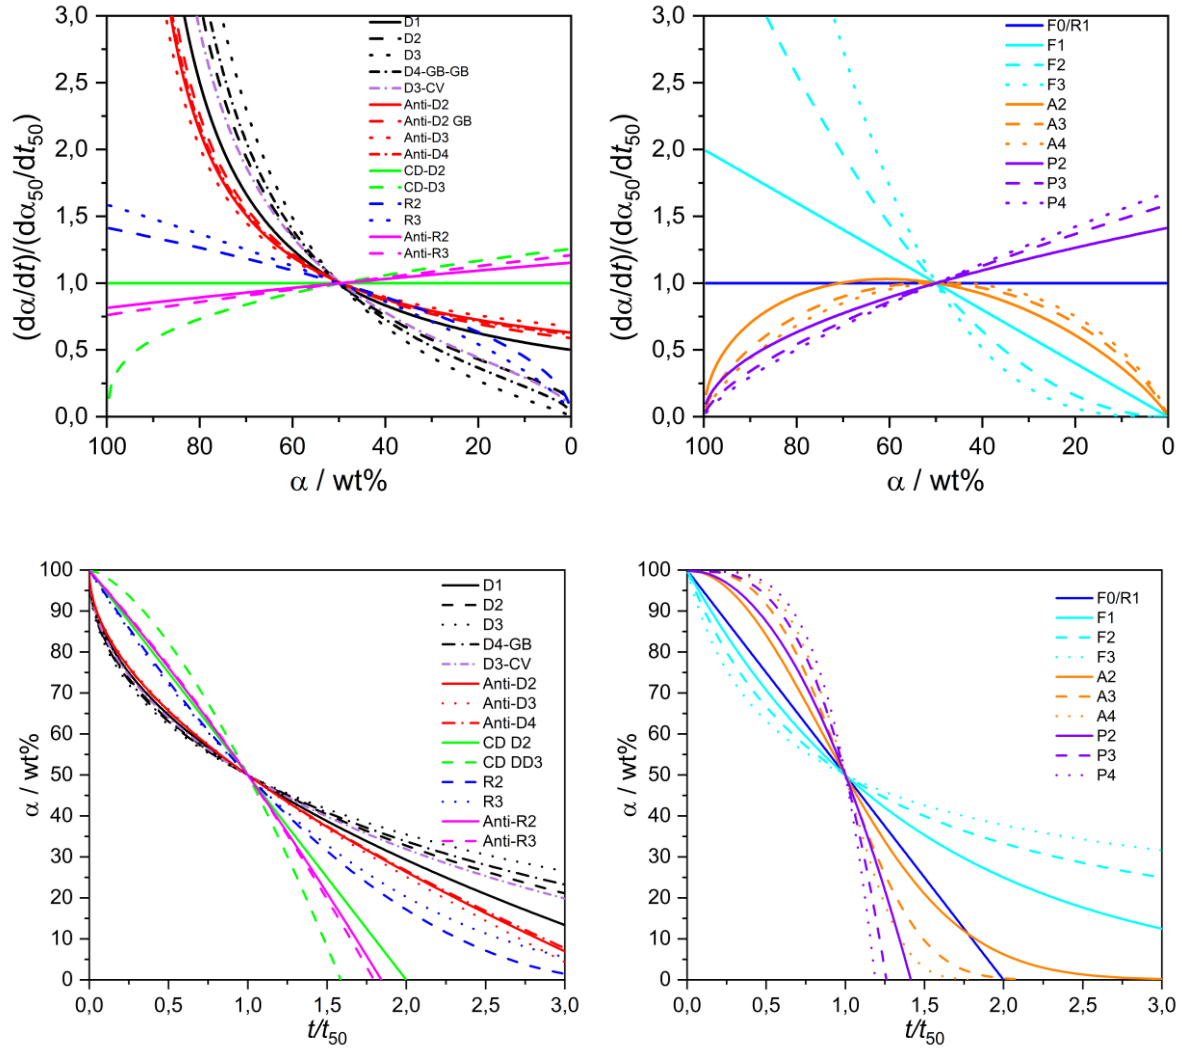 3,0
2,5
2,0
1,5
1,0
0,5
0,0
(dα/dt)/(dα50/dt50)
100
80
60
40
20
0
α / wt%
D1
D2
D3
D4-GB-GB
D3-CV
Anti-D2
Anti-D2 GB
Anti-D3
Anti-D4
CD-D2
CD-D3
R2
R3
Anti-R2
Anti-R3
3,0
2,5
2,0
1,5
1,0
0,5
0,0
(dα/dt)/(dα50/dt50)
100
80
60
40
20
0
α / wt%
F0/R1
F1
F2
F3
A2
A3
A4
P2
P3
P4
100
90
80
70
60
50
40
30
20
10
0
α / wt%
0,0
0,5
1,0
1,5
2,0
2,5
3,0
t/t50
D1
D2
D3
D4-GB
D3-CV
Anti-D2
Anti-D3
Anti-D4
CD D2
CD DD3
R2
R3
Anti-R2
Anti-R3
100
90
80
70
60
50
40
30
20
10
0
α / wt%
0,0
0,5
1,0
1,5
2,0
2,5
3,0
t/t50
F0/R1
F1
F2
F3
A2
A3
A4
P2
P3
P4